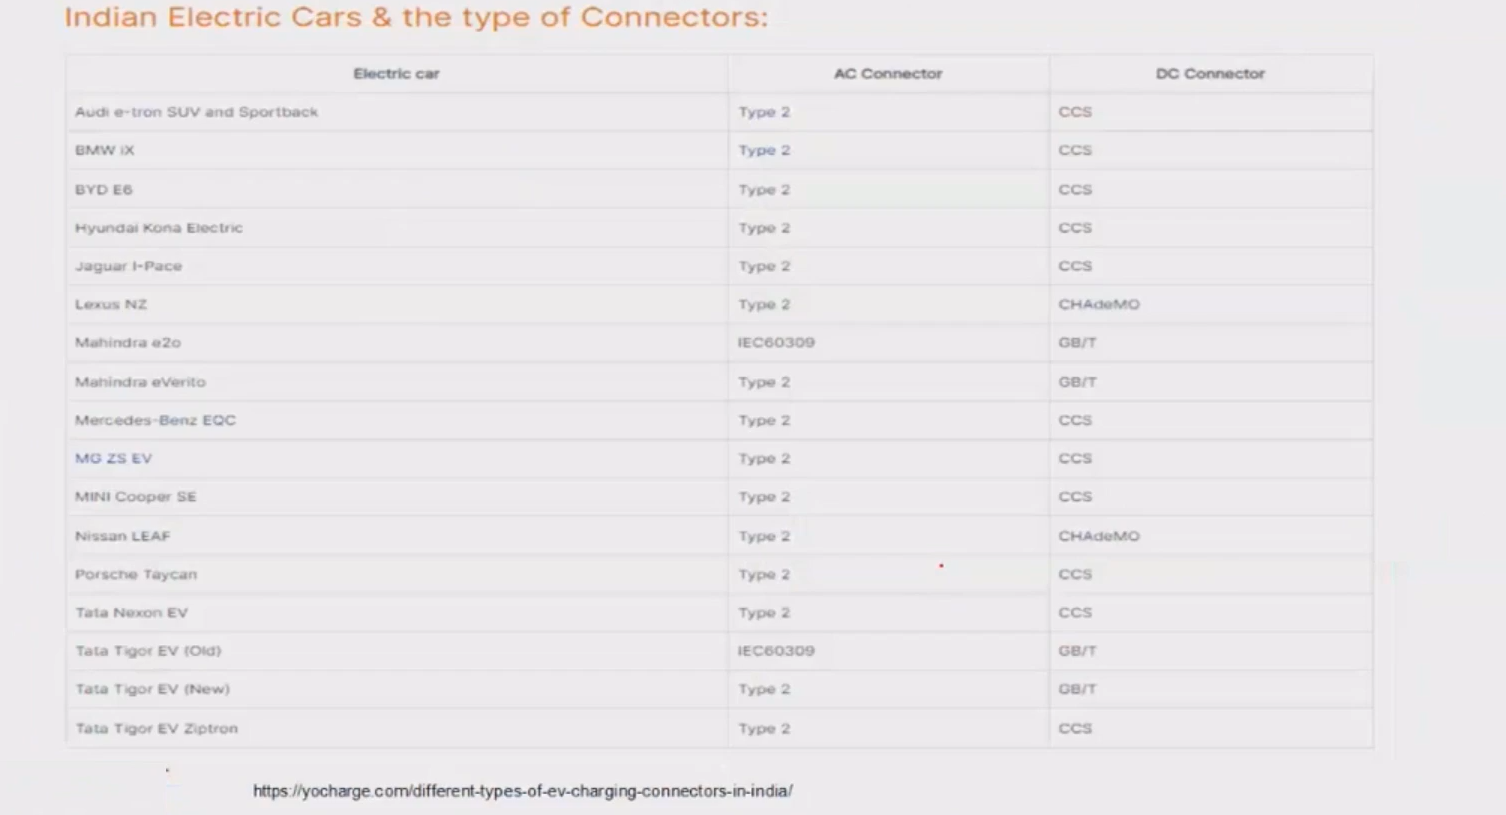 Indian Electric Cars & the type of Connectors:
Electric car AC Connector DC Connector
Audi e-tron SUV and Sportback Type 2 CCS
BMW iX Type 2 CCS
BYD E6 Type 2 CCS
Hyundai Kona Electric Type 2 CCS
Jaguar I-Pace Type 2 CCS
Lexus NZ Type 2 CHAdeMO
Mahindra e2o IEC60309 GB/T
Mahindra eVerito Type 2 GB/T
Mercedes-Benz EQC Type 2 CCS
MG ZS EV Type 2 CCS
MINI Cooper SE Type 2 CCS
Nissan LEAF Type 2 CHAdeMO
Porsche Taycan Type 2 CCS
Tata Nexon EV Type 2 CCS
Tata Tigor EV (Old) IEC60309 GB/T
Tata Tigor EV (New) Type 2 GB/T
Tata Tigor EV Ziptron Type 2 CCS
https://yocharge.com/different-types-of-ev-charging-connectors-in-india/